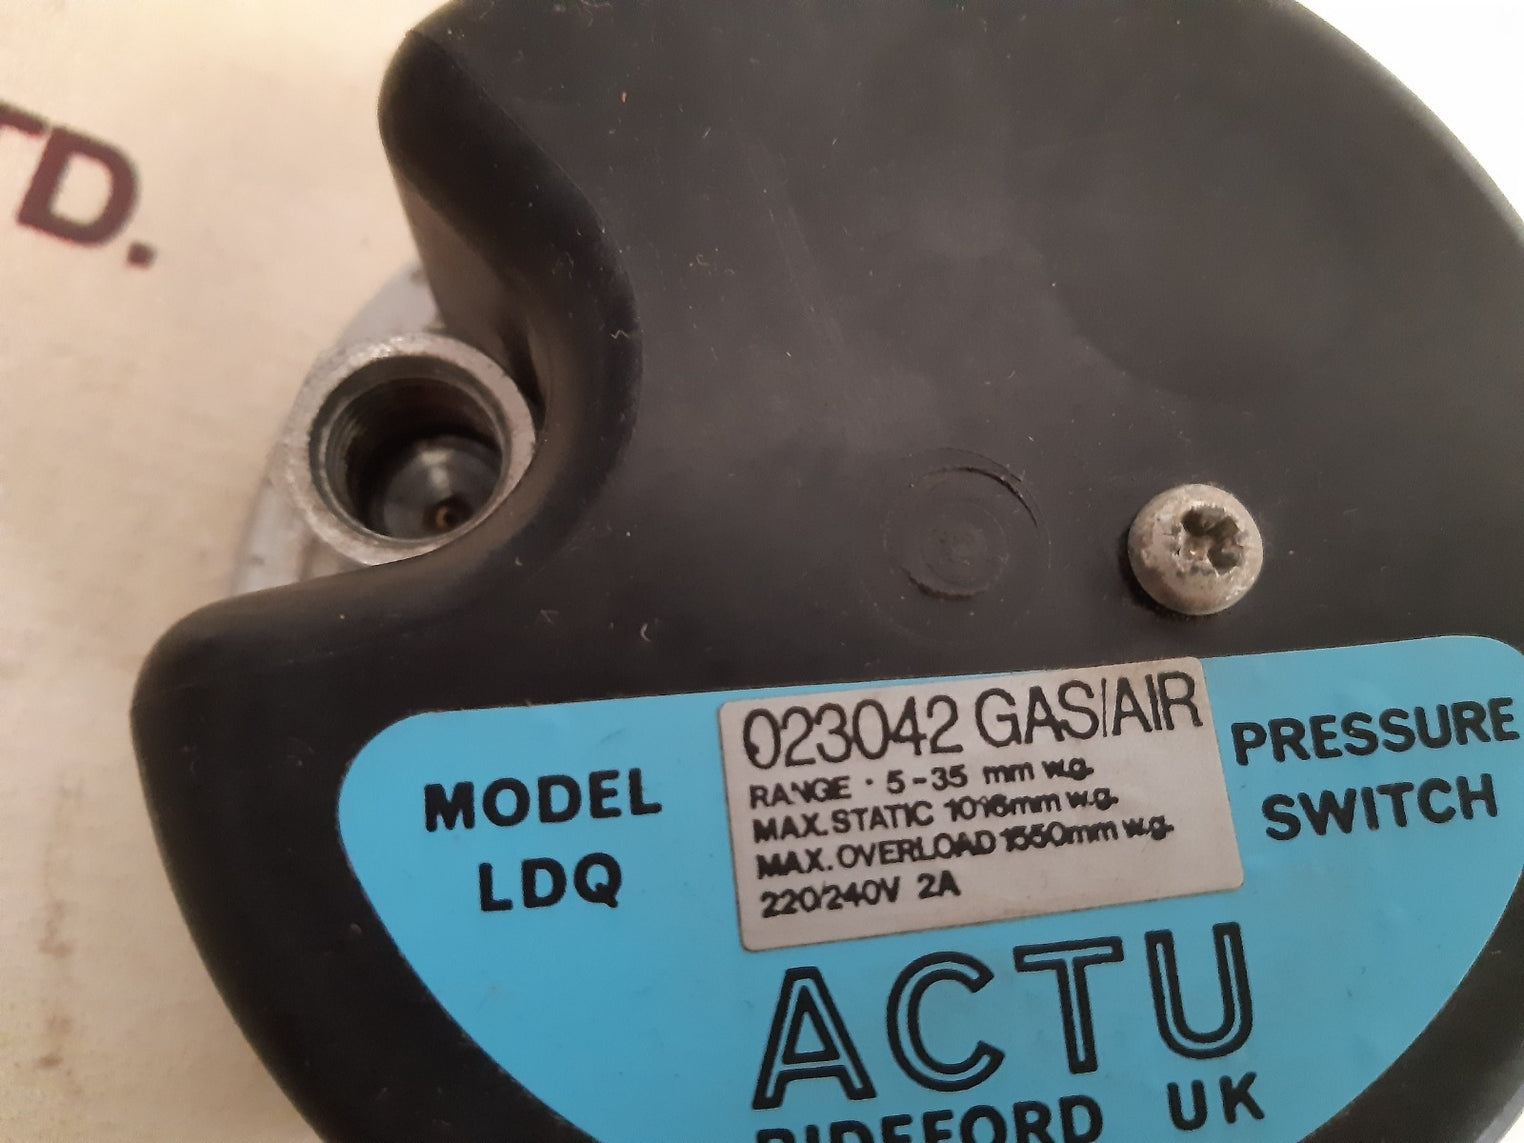 TD.
MODEL
LDQ
023042 GAS/AIR
RANGE · 5-35 mm w.g.
MAX. STATIC 1016mm w.g.
MAX. OVERLOAD 1550mm w.g.
220/240V 2A
PRESSURE
SWITCH
ACTU
BIDEFORD UK